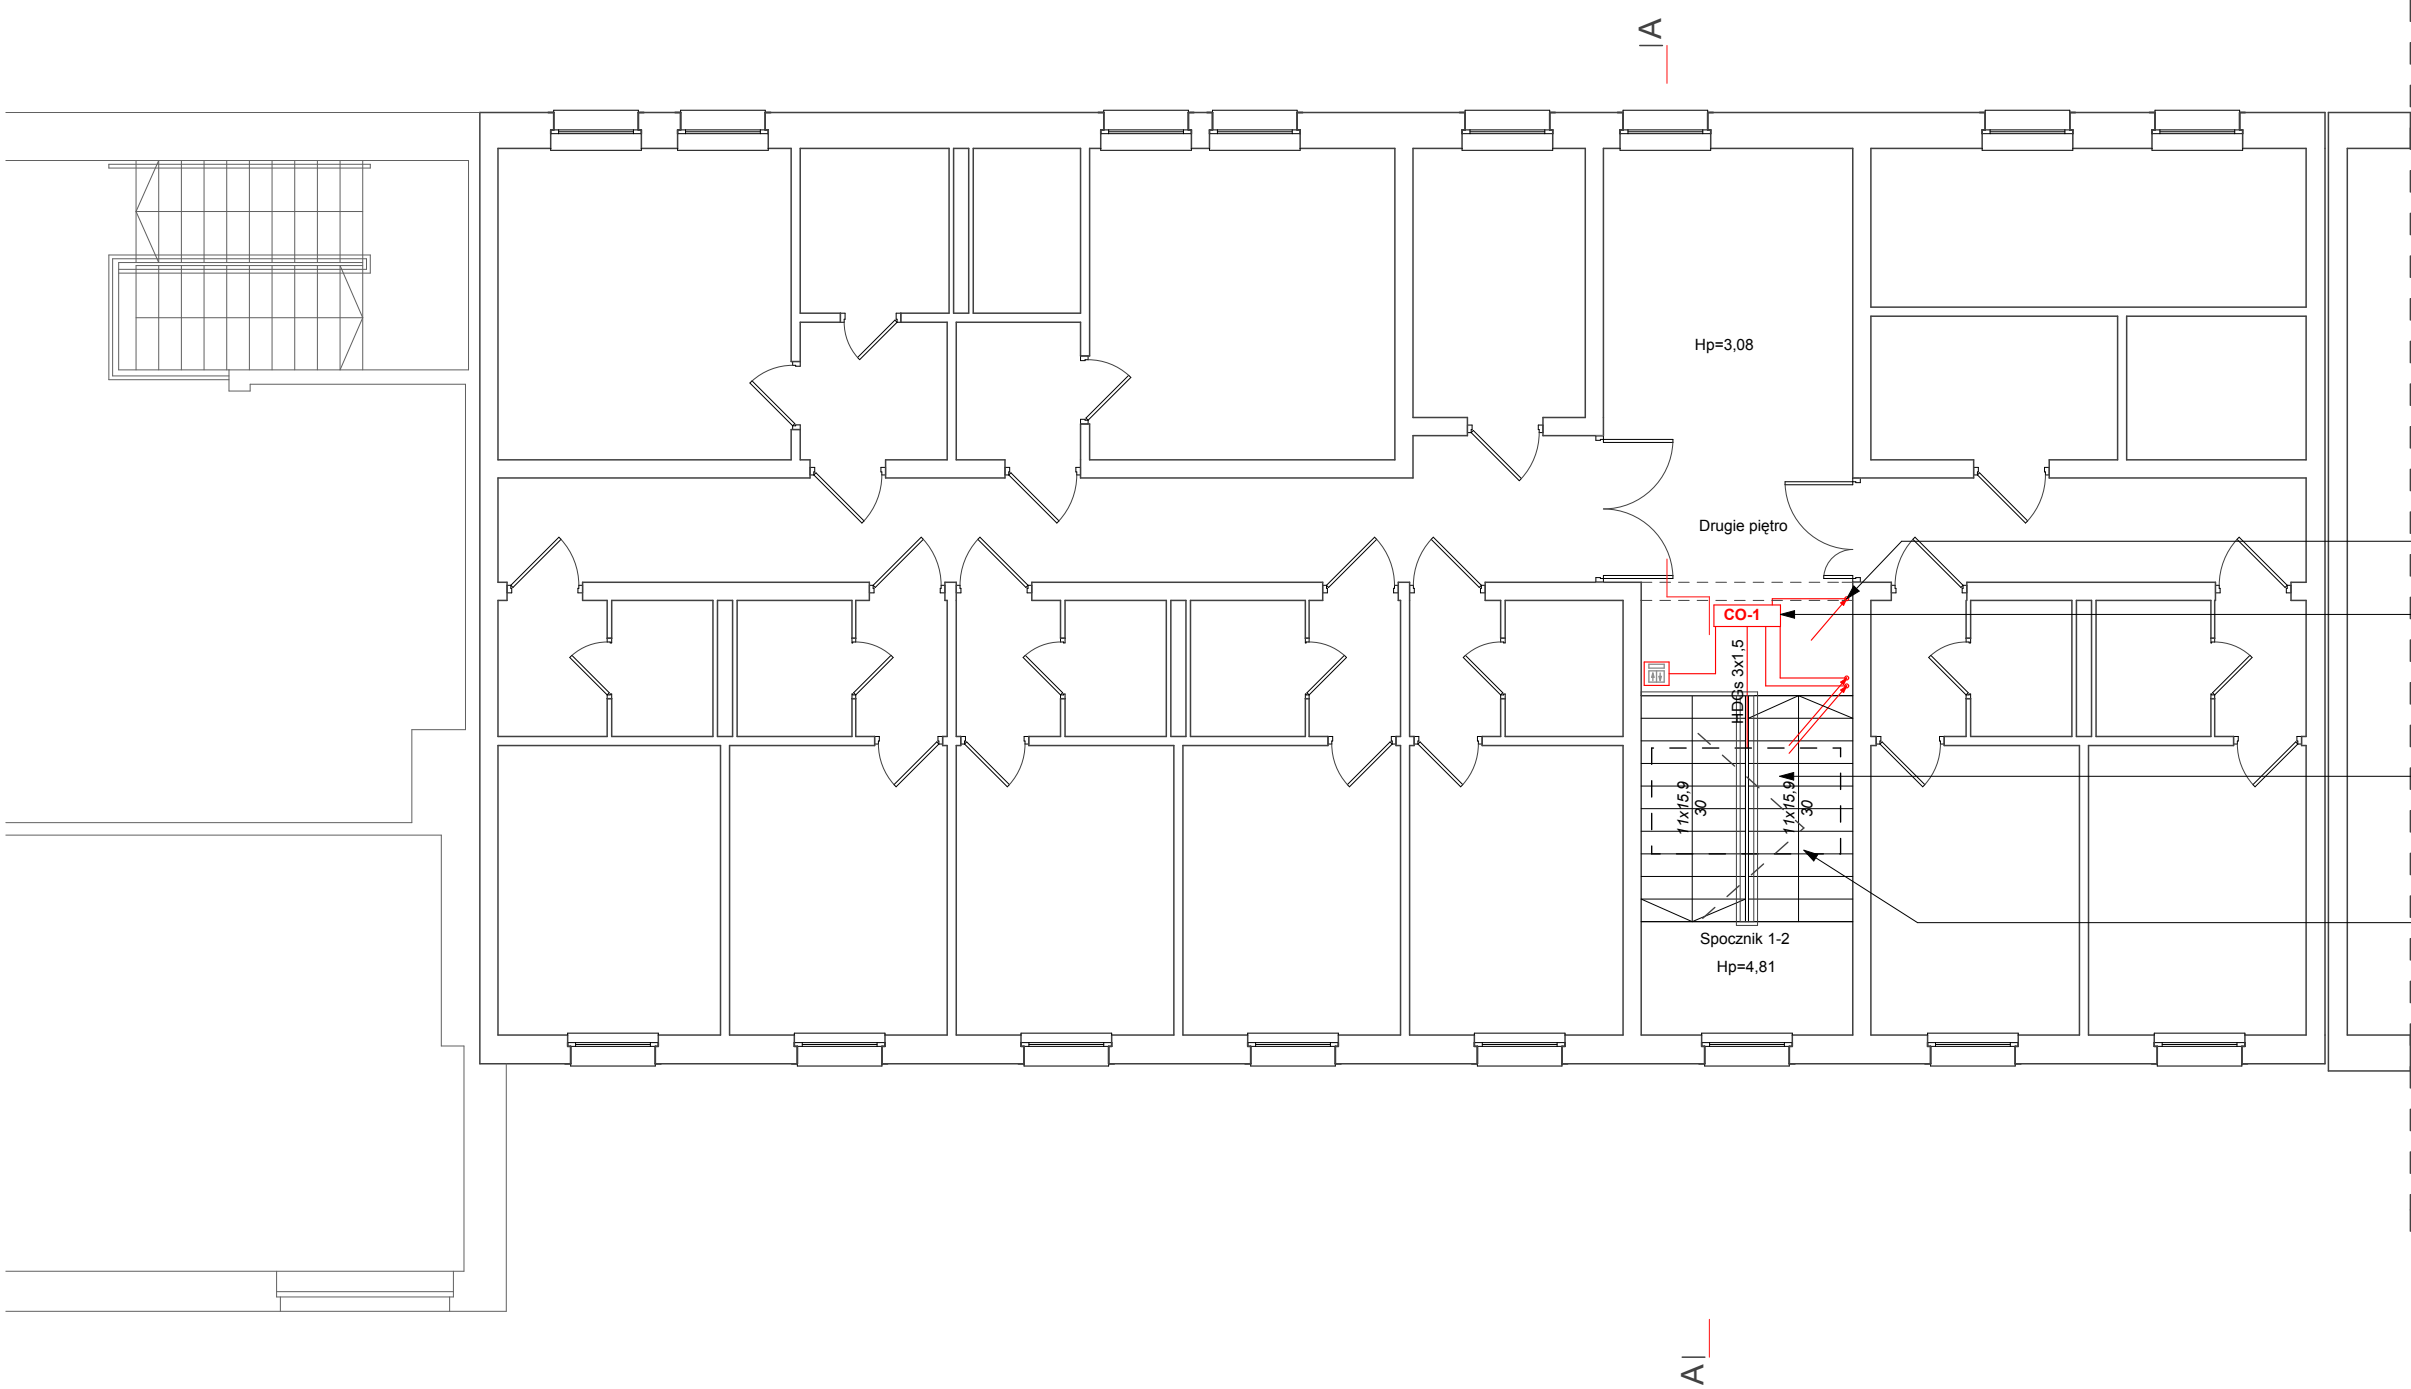 A
Hp=3,08
Drugie piętro
CO-1
HDGs 3x1,5
11x15,9
30
11x15,9
30
Spocznik 1-2
Hp=4,81
A